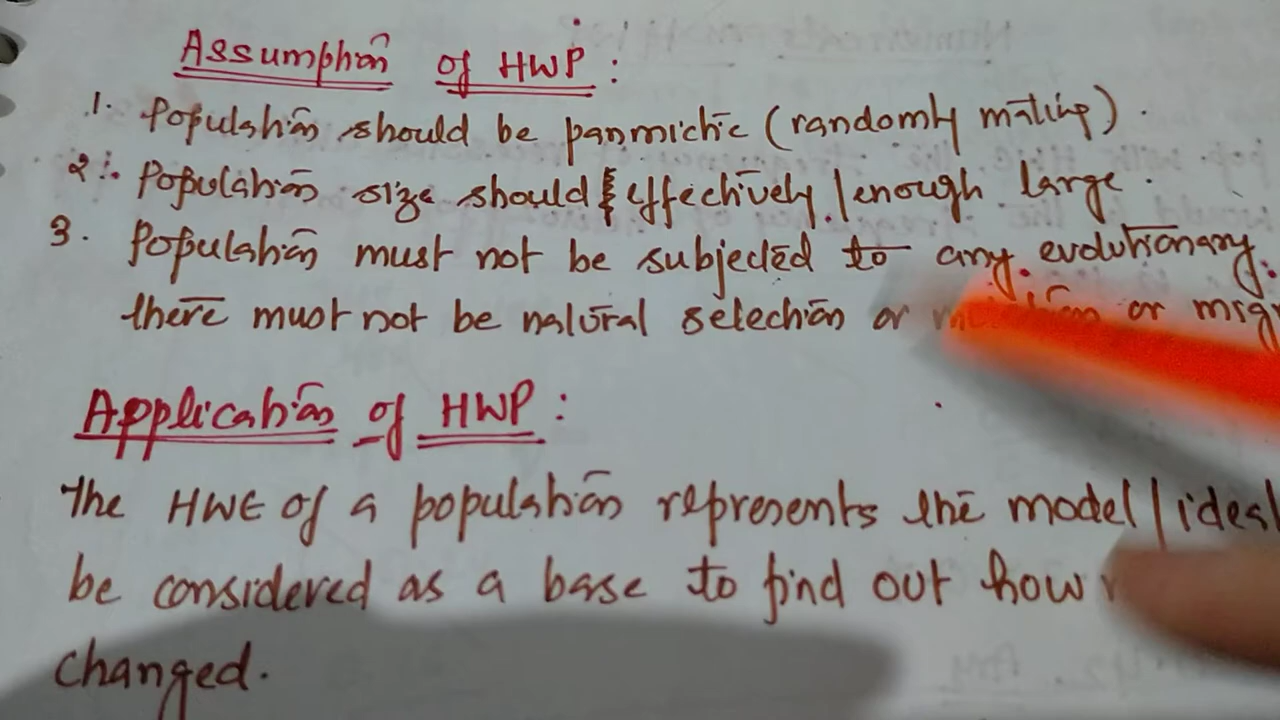 Assumption of HWP :
1. Population should be panmictic (randomly mating) .
2. Population size should effectively / enough large .
3. Population must not be subjected to any evolutionary
there must not be natural selection or or
Application of HWP :
The HWE of a population represents the model / ideal
be considered as a base to find out how
changed.